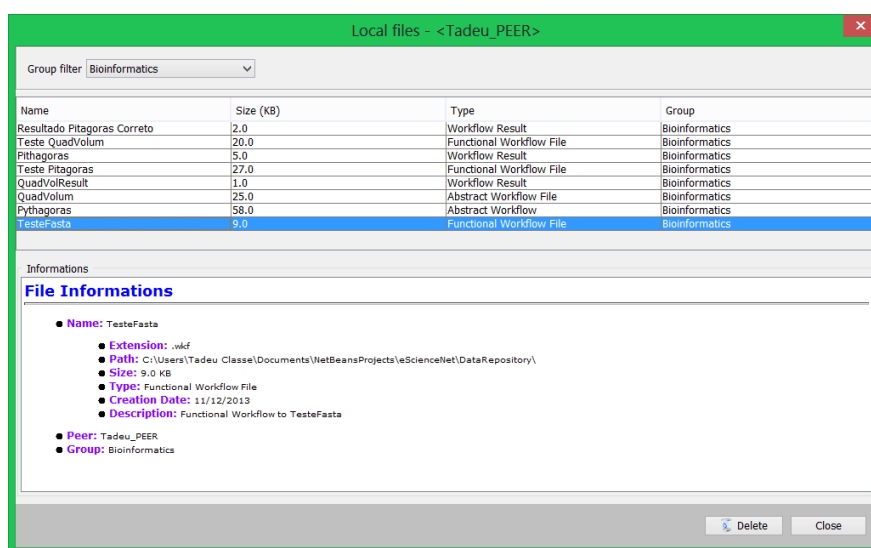 Local files - <Tadeu_PEER>
Group filter Bioinformatics
Name Size (KB) Type Group
Resultado Pitagoras Correto 2.0 Workflow Result Bioinformatics
Teste QuadVolum 20.0 Functional Workflow File Bioinformatics
Pithagoras 5.0 Workflow Result Bioinformatics
Teste Pitagoras 27.0 Functional Workflow File Bioinformatics
QuadVolResult 1.0 Workflow Result Bioinformatics
QuadVolum 25.0 Abstract Workflow File Bioinformatics
Pythagoras 58.0 Abstract Workflow Bioinformatics
TesteFasta 9.0 Functional Workflow File Bioinformatics
Informations
File Informations
Name: TesteFasta
Extension: .wkf
Path: C:\Users\Tadeu Classe\Documents\NetBeansProjects\eScienceNet\DataRepository\
Size: 9.0 KB
Type: Functional Workflow File
Creation Date: 11/12/2013
Description: Functional Workflow to TesteFasta
Peer: Tadeu_PEER
Group: Bioinformatics
Delete Close